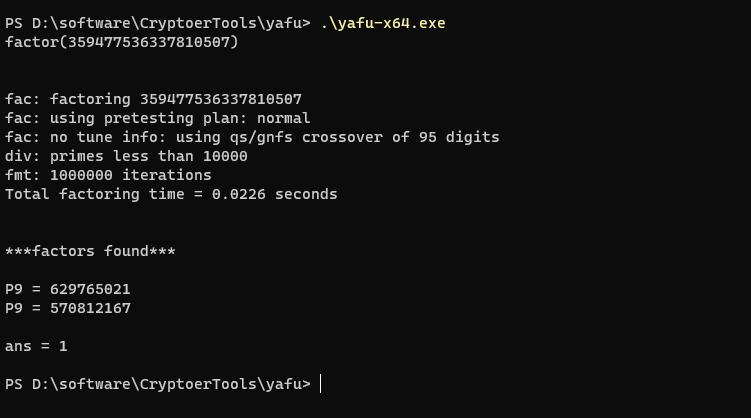 PS D:\software\CryptoerTools\yafu> .\yafu-x64.exe
factor(359477536337810507)
fac: factoring 359477536337810507
fac: using pretesting plan: normal
fac: no tune info: using qs/gnfs crossover of 95 digits
div: primes less than 10000
fmt: 1000000 iterations
Total factoring time = 0.0226 seconds
***factors found***
P9 = 629765021
P9 = 570812167
ans = 1
PS D:\software\CryptoerTools\yafu>